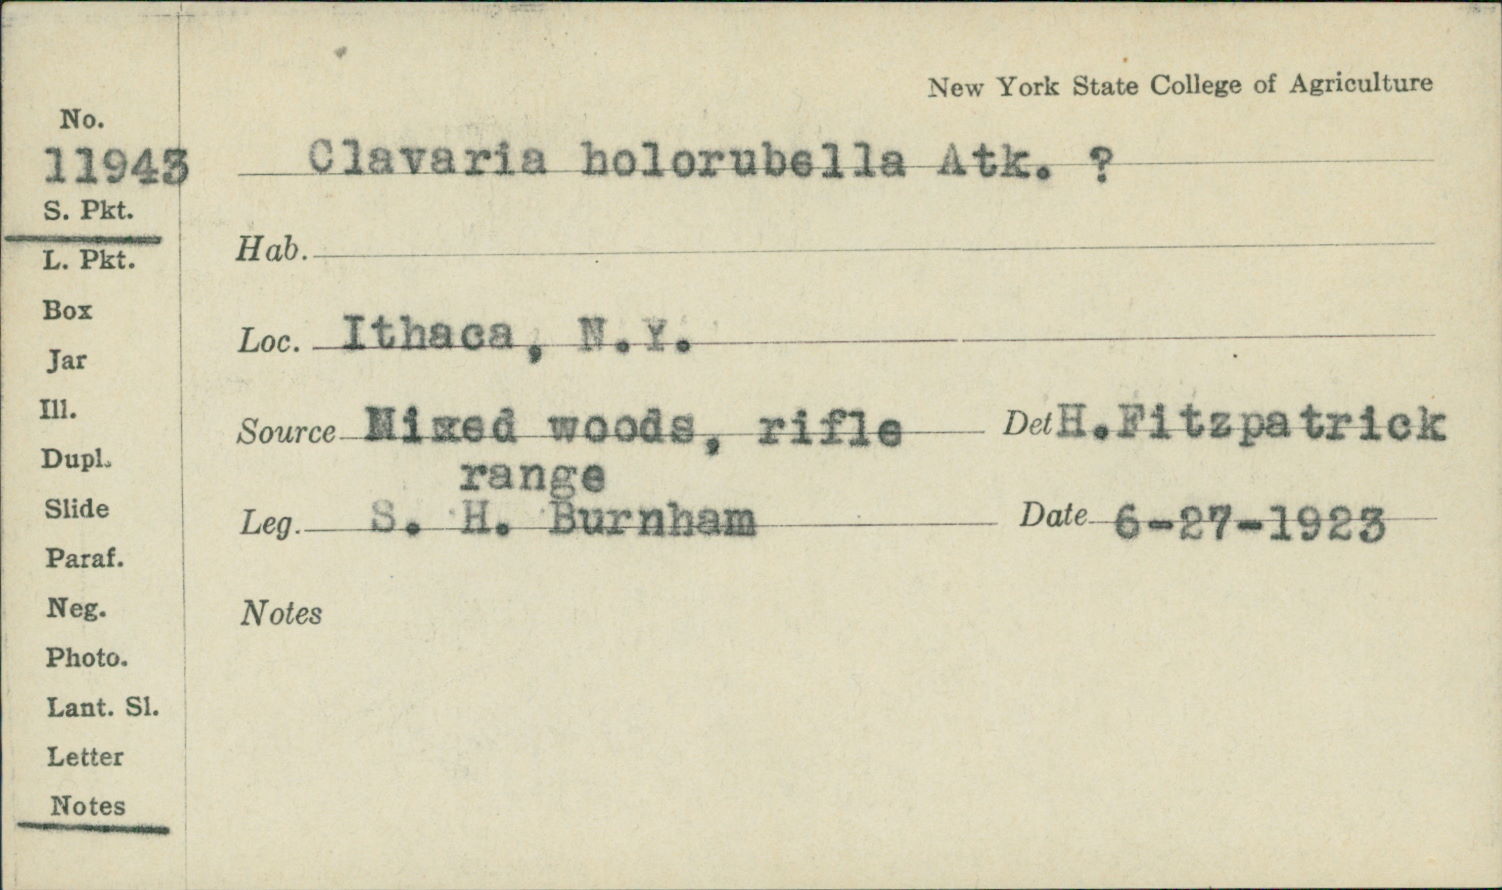 New York State College of Agriculture
No.
11943
Clavaria holorubella Atk. ?
S. Pkt.
Hab.
L. Pkt.
Box
Loc. Ithaca, N.Y.
Jar
Ill.
Source Mixed woods, rifle Det H.Fitzpatrick
range
Dupl.
Slide
Leg. S. H. Burnham Date 6-27-1923
Paraf.
Neg.
Notes
Photo.
Lant. Sl.
Letter
Notes